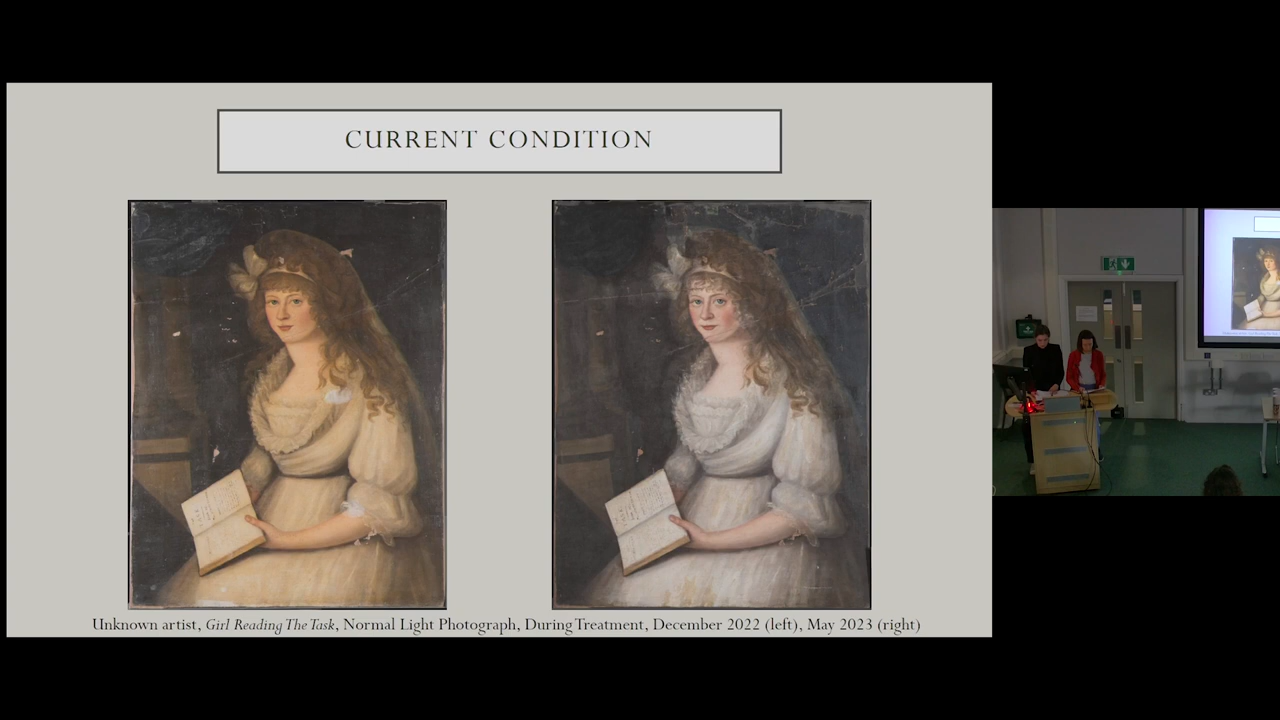 CURRENT CONDITION
Unknown artist, Girl Reading The Task, Normal Light Photograph, During Treatment, December 2022 (left), May 2023 (right)